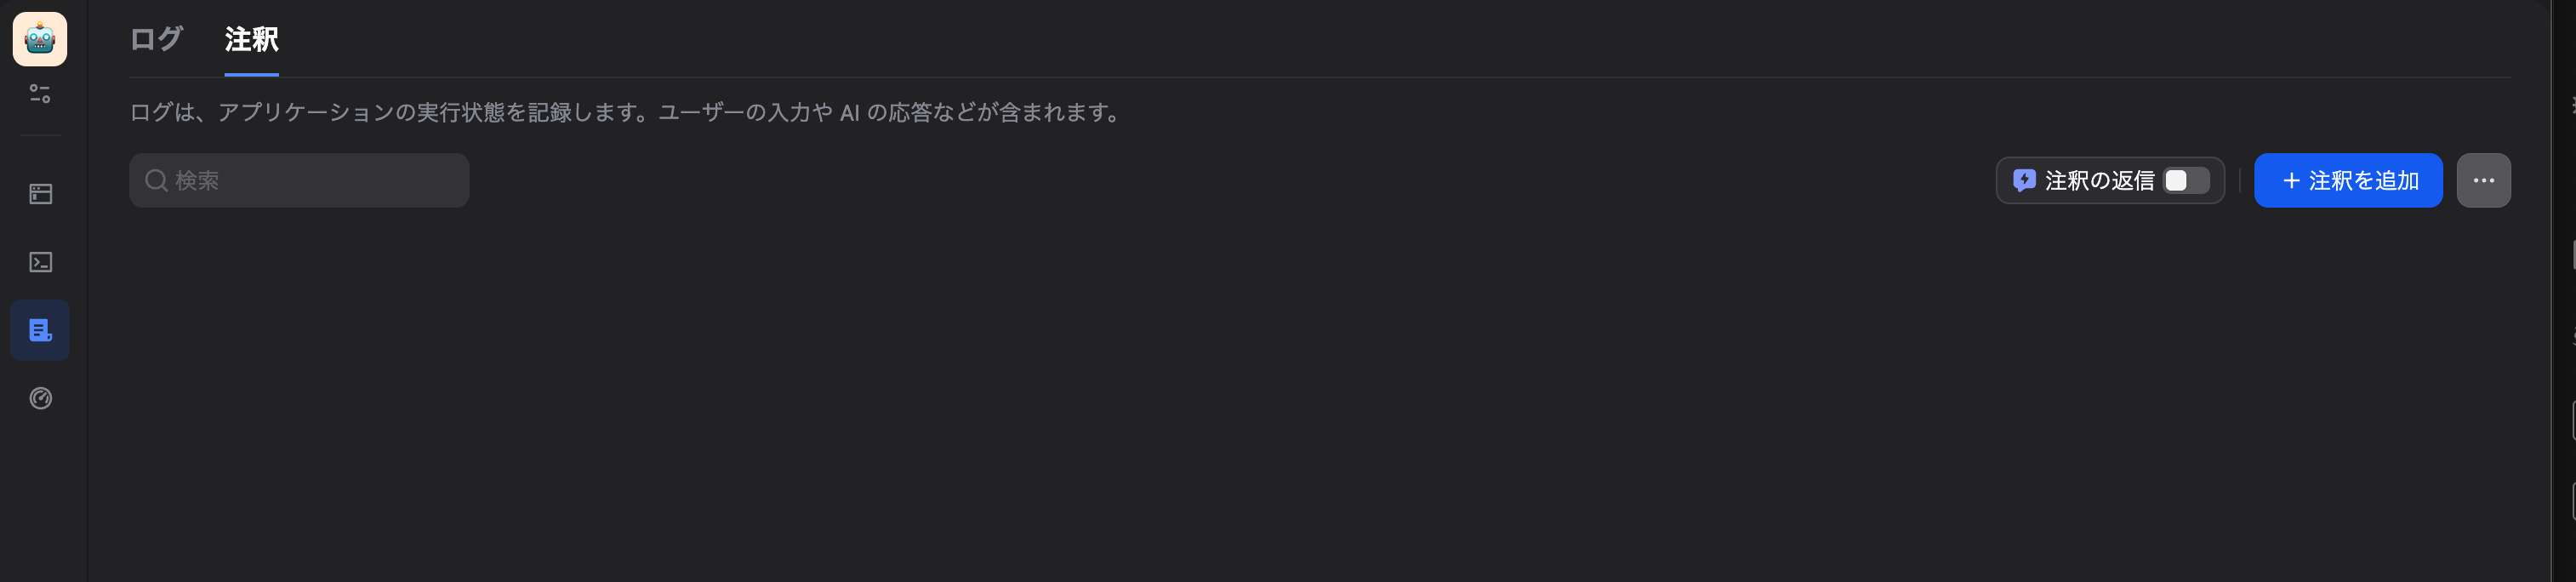 ログ 注釈
ログは、アプリケーションの実行状態を記録します。ユーザーの入力や AI の応答などが含まれます。
検索 注釈の返信 + 注釈を追加 ...